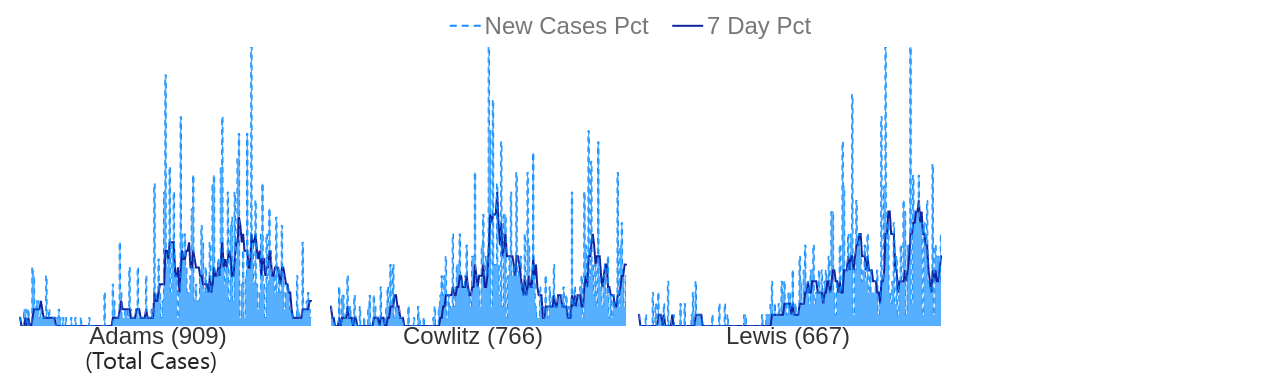 New Cases Pct 7 Day Pct
Adams (909) Cowlitz (766) Lewis (667)
(Total Cases)